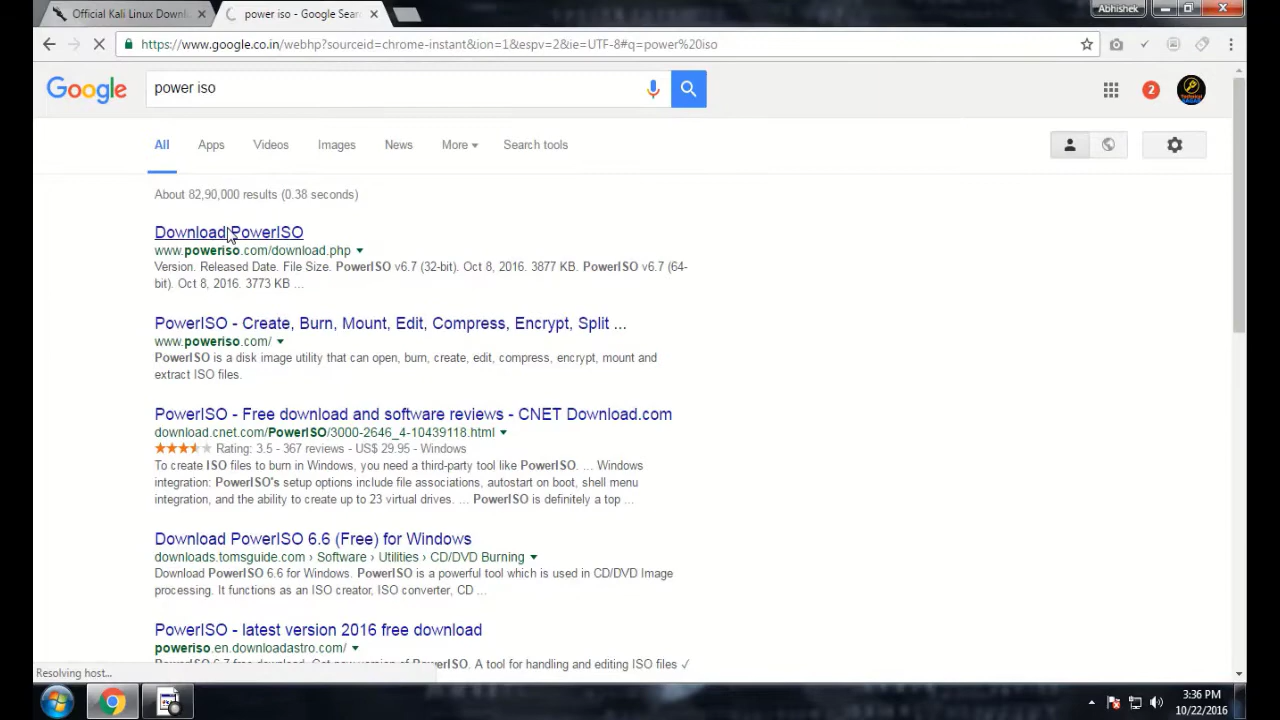 Official Kali Linux Downl
power iso - Google Sear
Abhishek
https://www.google.co.in/webhp?sourceid=chrome-instant&ion=1&espv=2&ie=UTF-8#q=power%20iso
Google
power iso
2
All
Apps
Videos
Images
News
More
Search tools
About 82,90,000 results (0.38 seconds)
Download PowerISO
www.poweriso.com/download.php
Version. Released Date. File Size. PowerISO v6.7 (32-bit). Oct 8, 2016. 3877 KB. PowerISO v6.7 (64-
bit). Oct 8, 2016. 3773 KB ...
PowerISO - Create, Burn, Mount, Edit, Compress, Encrypt, Split ...
www.poweriso.com/
PowerISO is a disk image utility that can open, burn, create, edit, compress, encrypt, mount and
extract ISO files.
PowerISO - Free download and software reviews - CNET Download.com
download.cnet.com/PowerISO/3000-2646_4-10439118.html
Rating: 3.5 - 367 reviews - US$ 29.95 - Windows
To create ISO files to burn in Windows, you need a third-party tool like PowerISO. ... Windows
integration: PowerISO's setup options include file associations, autostart on boot, shell menu
integration, and the ability to create up to 23 virtual drives. ... PowerISO is definitely a top ...
Download PowerISO 6.6 (Free) for Windows
downloads.tomsguide.com › Software › Utilities › CD/DVD Burning
Download PowerISO 6.6 for Windows. PowerISO is a powerful tool which is used in CD/DVD Image
processing. It functions as an ISO creator, ISO converter, CD ...
PowerISO - latest version 2016 free download
poweriso.en.downloadastro.com/
PowerISO 6.7 free download. Get new version of PowerISO. A tool for handling and editing ISO files ✓
Resolving host...
3:36 PM
10/22/2016